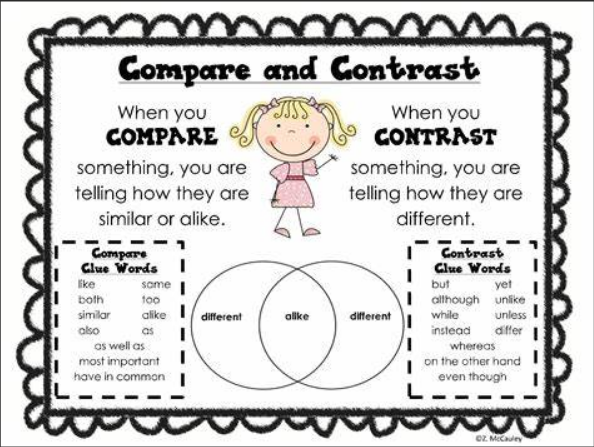 Compare and Contrast
When you
COMPARE
something, you are
telling how they are
similar or alike.
When you
CONTRAST
something, you are
telling how they are
different.
Compare
Clue Words
like same
both too
similar alike
also as
as well as
most important
have in common
different
alike
different
Contrast
Clue Words
but yet
although unlike
while unless
instead differ
whereas
on the other hand
even though
©Z. McCauley